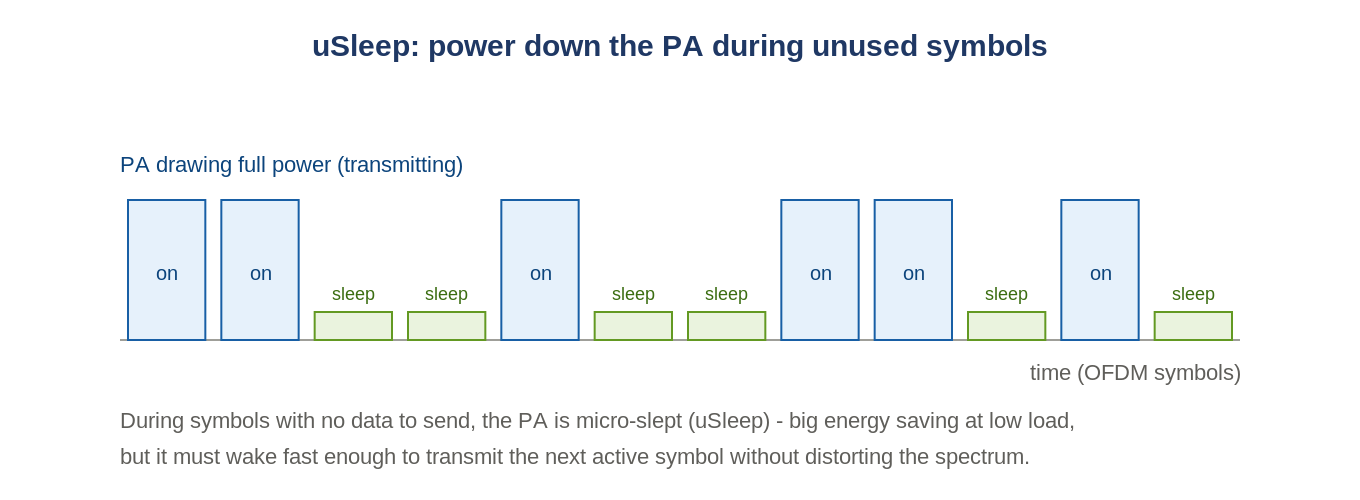 uSleep: power down the PA during unused symbols
PA drawing full power (transmitting)
on on sleep sleep on sleep sleep on on sleep on sleep
time (OFDM symbols)
During symbols with no data to send, the PA is micro-slept (uSleep) - big energy saving at low load,
but it must wake fast enough to transmit the next active symbol without distorting the spectrum.